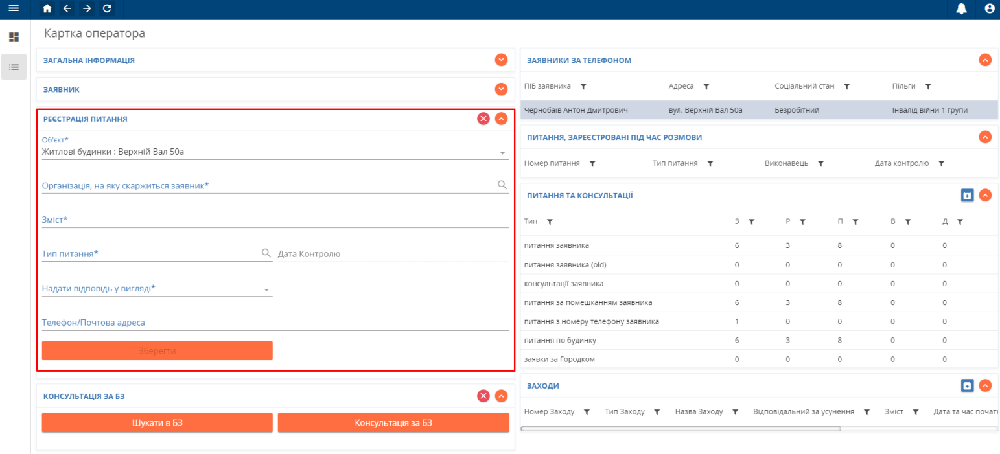 Картка оператора
ЗАГАЛЬНА ІНФОРМАЦІЯ
ЗАЯВНИК
РЕЄСТРАЦІЯ ПИТАННЯ
Об'єкт*
Житлові будинки : Верхній Вал 50а
Організація, на яку скаржиться заявник*
Зміст*
Тип питання* Дата Контролю
Надати відповідь у вигляді*
Телефон/Почтова адреса
Зберегти
КОНСУЛЬТАЦІЯ ЗА БЗ
Шукати в БЗ Консультація за БЗ
ЗАЯВНИКИ ЗА ТЕЛЕФОНОМ
ПІБ заявника Адреса Соціальний стан Пільги
Чернобаїв Антон Дмитрович вул. Верхній Вал 50а Безробітний Інвалід війни 1 групи
ПИТАННЯ, ЗАРЕЄСТРОВАНІ ПІД ЧАС РОЗМОВИ
Номер питання Тип питання Виконавець Дата контролю
ПИТАННЯ ТА КОНСУЛЬТАЦІЇ
Тип З Р П В Д
питання заявника 6 3 8 0 0
питання заявника (old) 0 0 0 0 0
консультації заявника 0 0 0 0 0
питання за помешканням заявника 6 3 8 0 0
питання з номеру телефону заявника 1 0 0 0 0
питання по будинку 6 3 8 0 0
заявки за Городком 0 0 0 0 0
ЗАХОДИ
Номер Заходу Тип Заходу Назва Заходу Відповідальний за усунення Зміст Дата та час почат